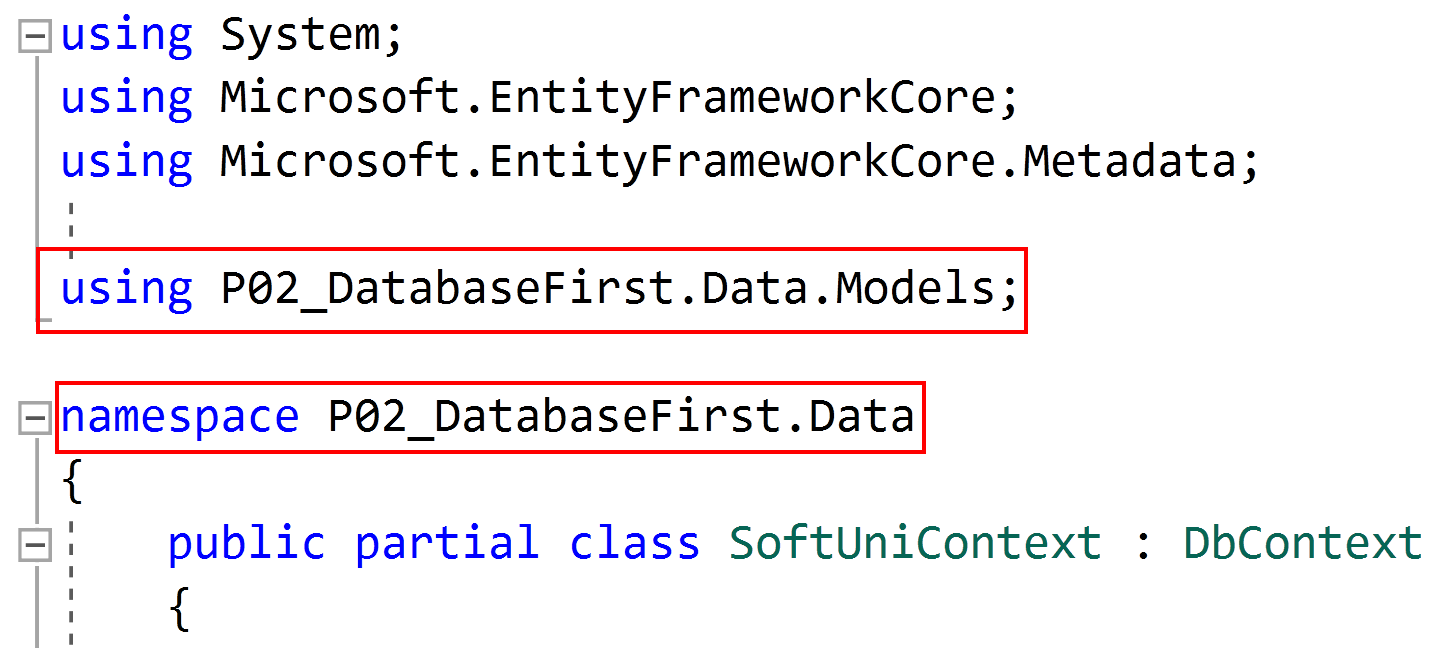 using System;
using Microsoft.EntityFrameworkCore;
using Microsoft.EntityFrameworkCore.Metadata;
using P02_DatabaseFirst.Data.Models;
namespace P02_DatabaseFirst.Data
{
public partial class SoftUniContext : DbContext
{